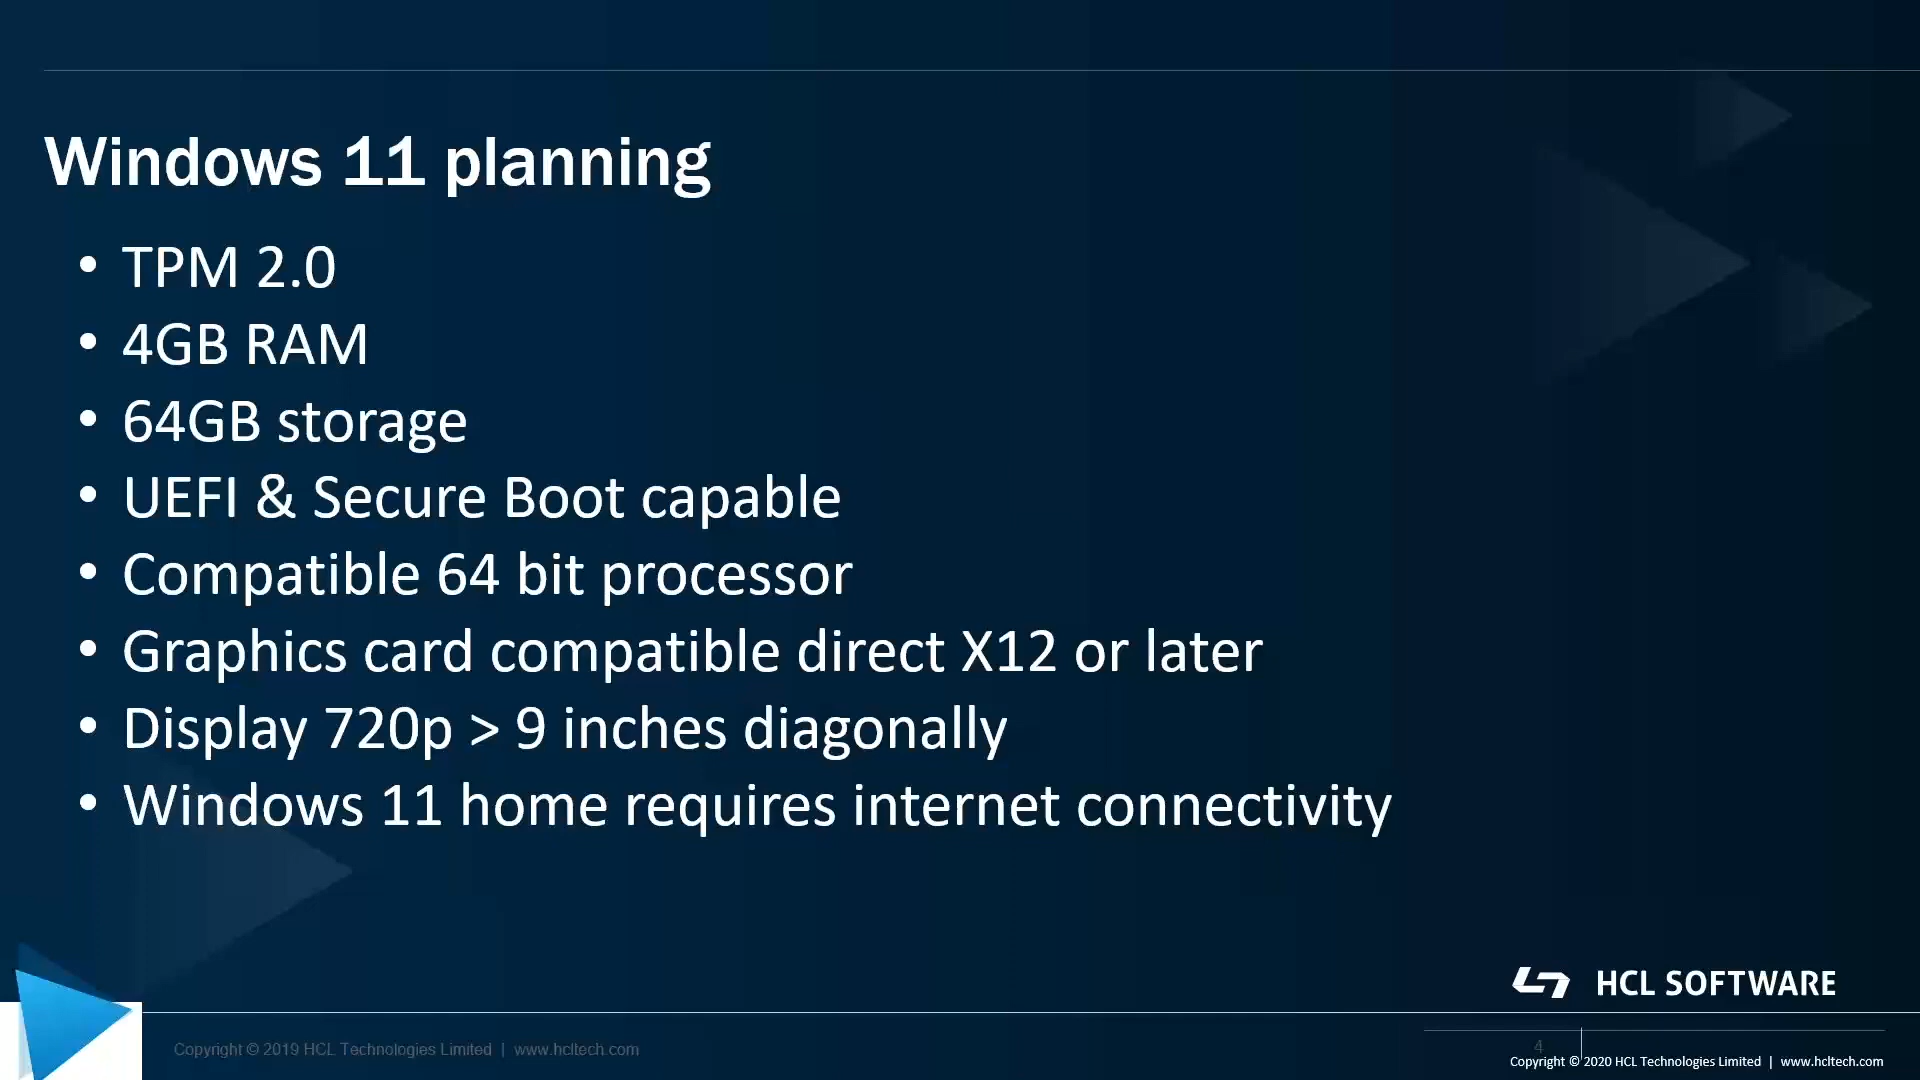 Windows 11 planning
• TPM 2.0
• 4GB RAM
• 64GB storage
• UEFI & Secure Boot capable
• Compatible 64 bit processor
• Graphics card compatible direct X12 or later
• Display 720p > 9 inches diagonally
• Windows 11 home requires internet connectivity
HCL SOFTWARE
Copyright © 2019 HCL Technologies Limited | www.hcltech.com
4
Copyright © 2020 HCL Technologies Limited | www.hcltech.com